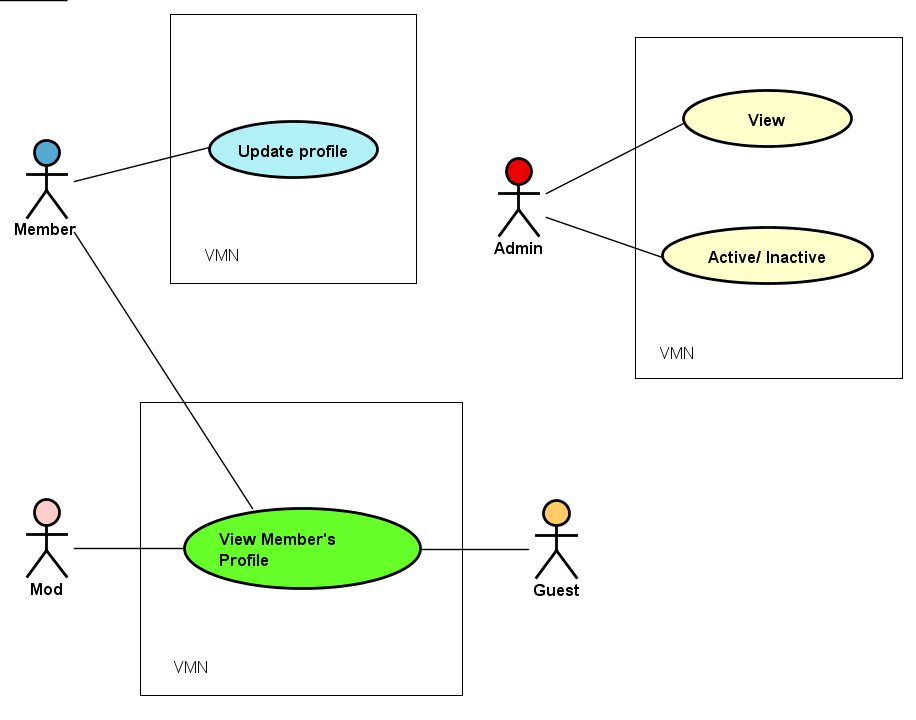 Update profile
Member
VMN
View
Admin
Active/ Inactive
VMN
View Member's
Profile
Mod
Guest
VMN